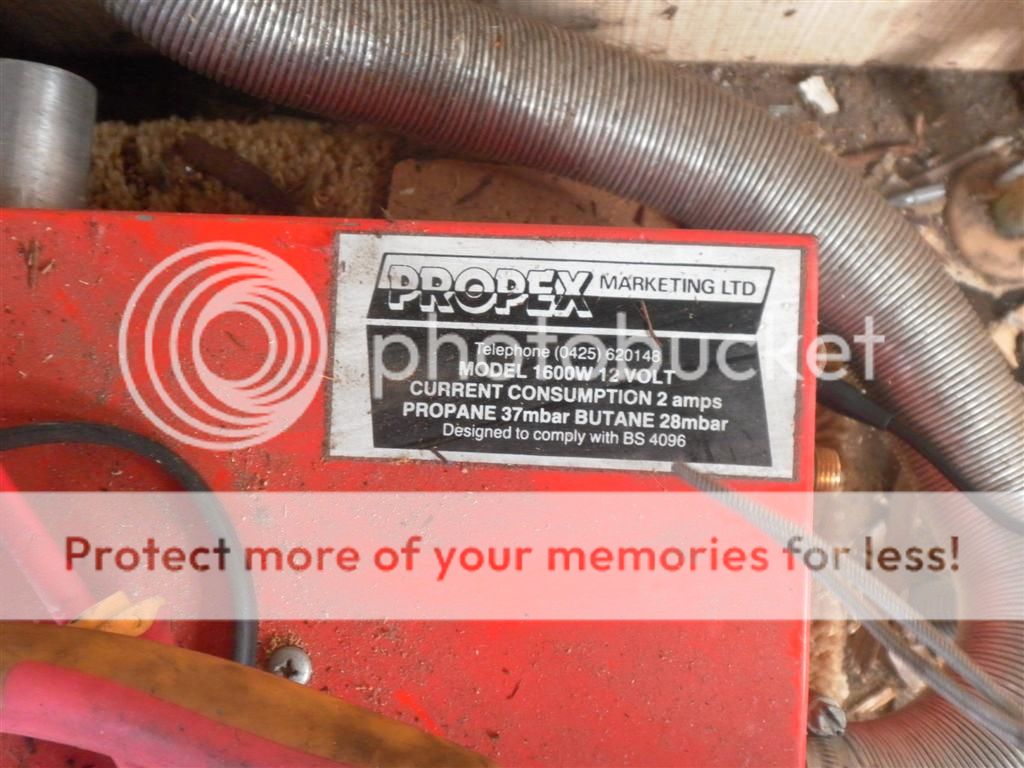 PROPEX MARKETING LTD
Telephone (0425) 620148
MODEL 1600W 12 VOLT
CURRENT CONSUMPTION 2 amps
PROPANE 37mbar BUTANE 28mbar
Designed to comply with BS 4096
photobucket
Protect more of your memories for less!